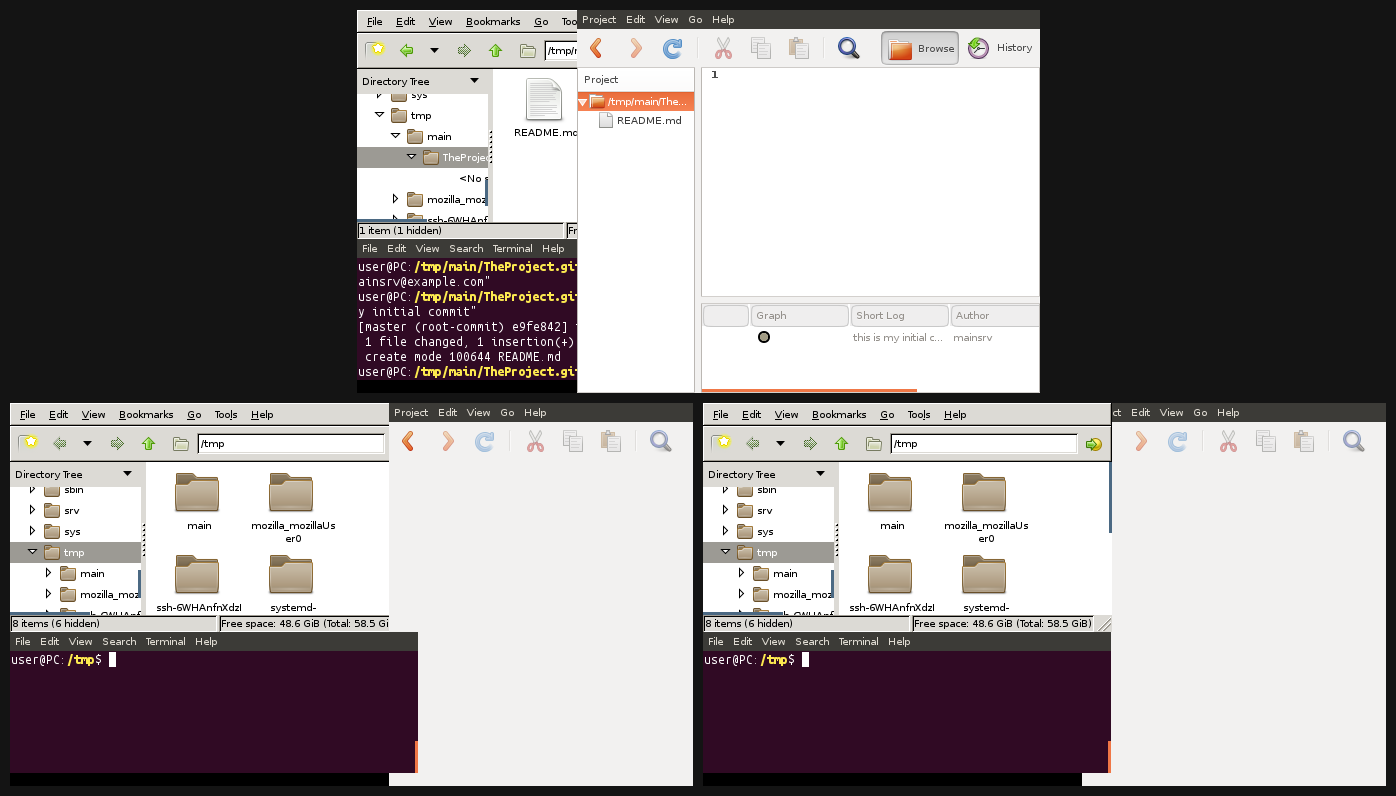 File Edit View Bookmarks Go
/tmp/
Directory Tree
sys
tmp
main
TheProjec
<No s
mozilla_moz
ssh-6WHAnf
README.md
1 item (1 hidden)
File Edit View Search Terminal Help
user@PC:/tmp/main/TheProject.git
ainsrv@example.com"
user@PC:/tmp/main/TheProject.git
y initial commit"
[master (root-commit) e9fe842]
1 file changed, 1 insertion(+)
create mode 100644 README.md
user@PC:/tmp/main/TheProject.git
Project Edit View Go Help
Browse History
Project
/tmp/main/The...
README.md
1
Graph Short Log Author
this is my initial c... mainsrv
File Edit View Bookmarks Go Tools Help
/tmp
Directory Tree
sbin
srv
sys
tmp
main
mozilla_moz
main
mozilla_mozillaUs
er0
ssh-6WHAnfnXdzI
systemd-
8 items (6 hidden) Free space: 48.6 GiB (Total: 58.5 Gi
File Edit View Search Terminal Help
user@PC:/tmp$
Project Edit View Go Help
File Edit View Bookmarks Go Tools Help
/tmp
Directory Tree
sbin
srv
sys
tmp
main
mozilla_moz
main
mozilla_mozillaUs
er0
ssh-6WHAnfnXdzI
systemd-
8 items (6 hidden) Free space: 48.6 GiB (Total: 58.5 GiB)
File Edit View Search Terminal Help
user@PC:/tmp$
ct Edit View Go Help